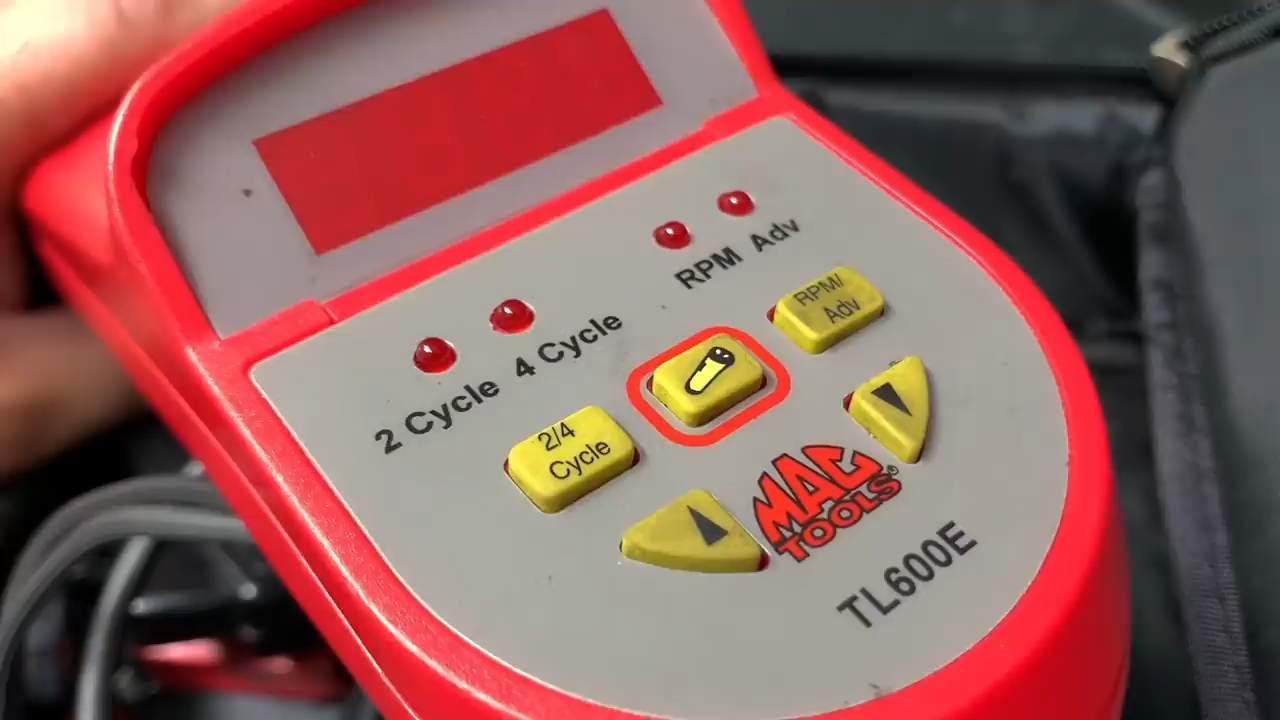 RPM Adv
2 Cycle 4 Cycle
RPM/
Adv
2/4
Cycle
MAC
TOOLS®
TL600E